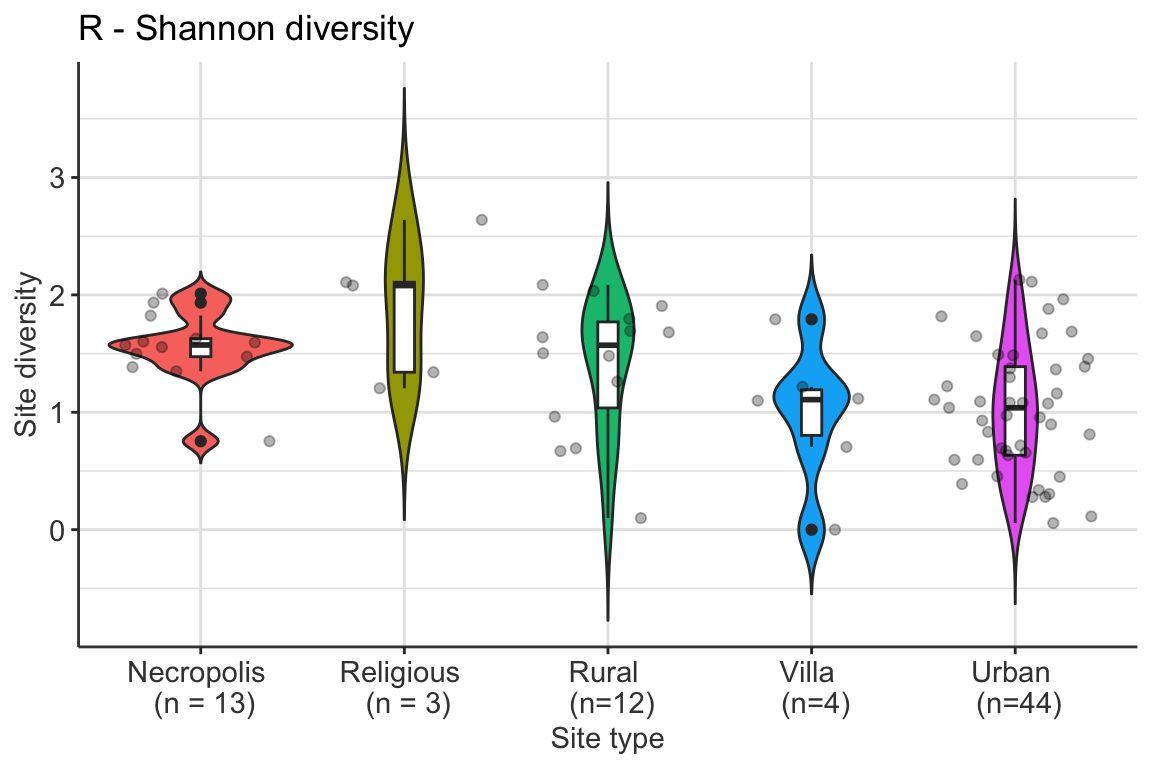 R - Shannon diversity
Site diversity
3
2
1
0
Necropolis Religious Rural Villa Urban
(n = 13) (n = 3) (n=12) (n=4) (n=44)
Site type